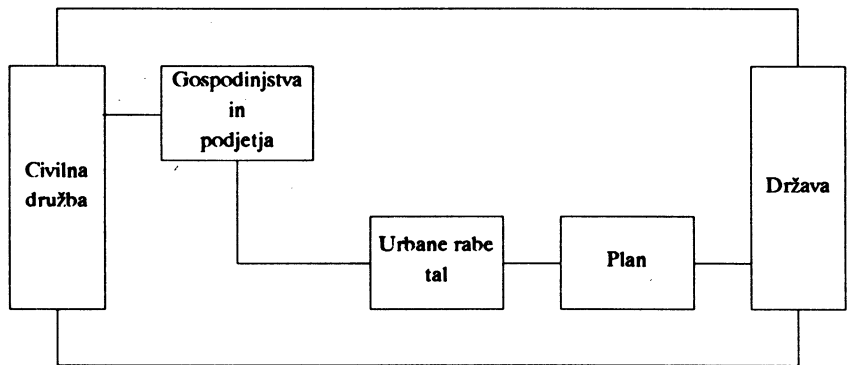 Gospodinjstva
in
podjetja
Civilna
družba
Država
Urbane rabe
tal
Plan